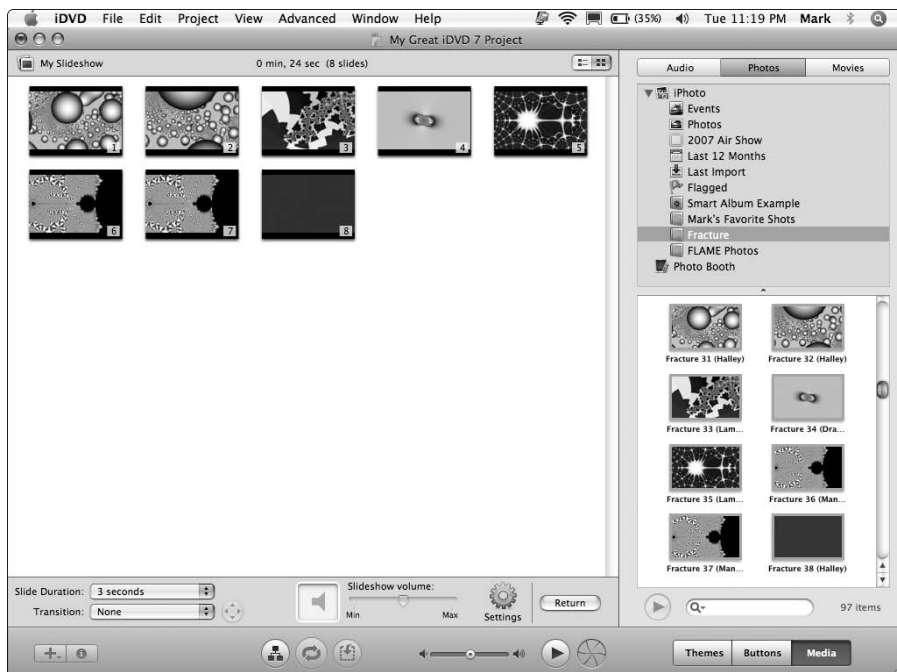 iDVD File Edit Project View Advanced Window Help (35%) Tue 11:19 PM Mark
My Great iDVD 7 Project
My Slideshow 0 min, 24 sec (8 slides)
1 2 3 4 5
6 7 8
Slide Duration: 3 seconds
Transition: None
Slideshow volume:
Min Max
Settings
Return
Audio Photos Movies
iPhoto
Events
Photos
2007 Air Show
Last 12 Months
Last Import
Flagged
Smart Album Example
Mark's Favorite Shots
Fracture
FLAME Photos
Photo Booth
Fracture 31 (Halley) Fracture 32 (Halley)
Fracture 33 (Lam... Fracture 34 (Dra...
Fracture 35 (Lam... Fracture 36 (Man...
Fracture 37 (Man... Fracture 38 (Halley)
97 items
Themes Buttons Media